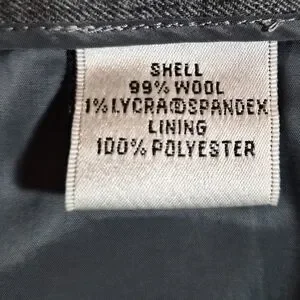 SHELL
99% WOOL
1% LYCRA®SPANDEX
LINING
100% POLYESTER